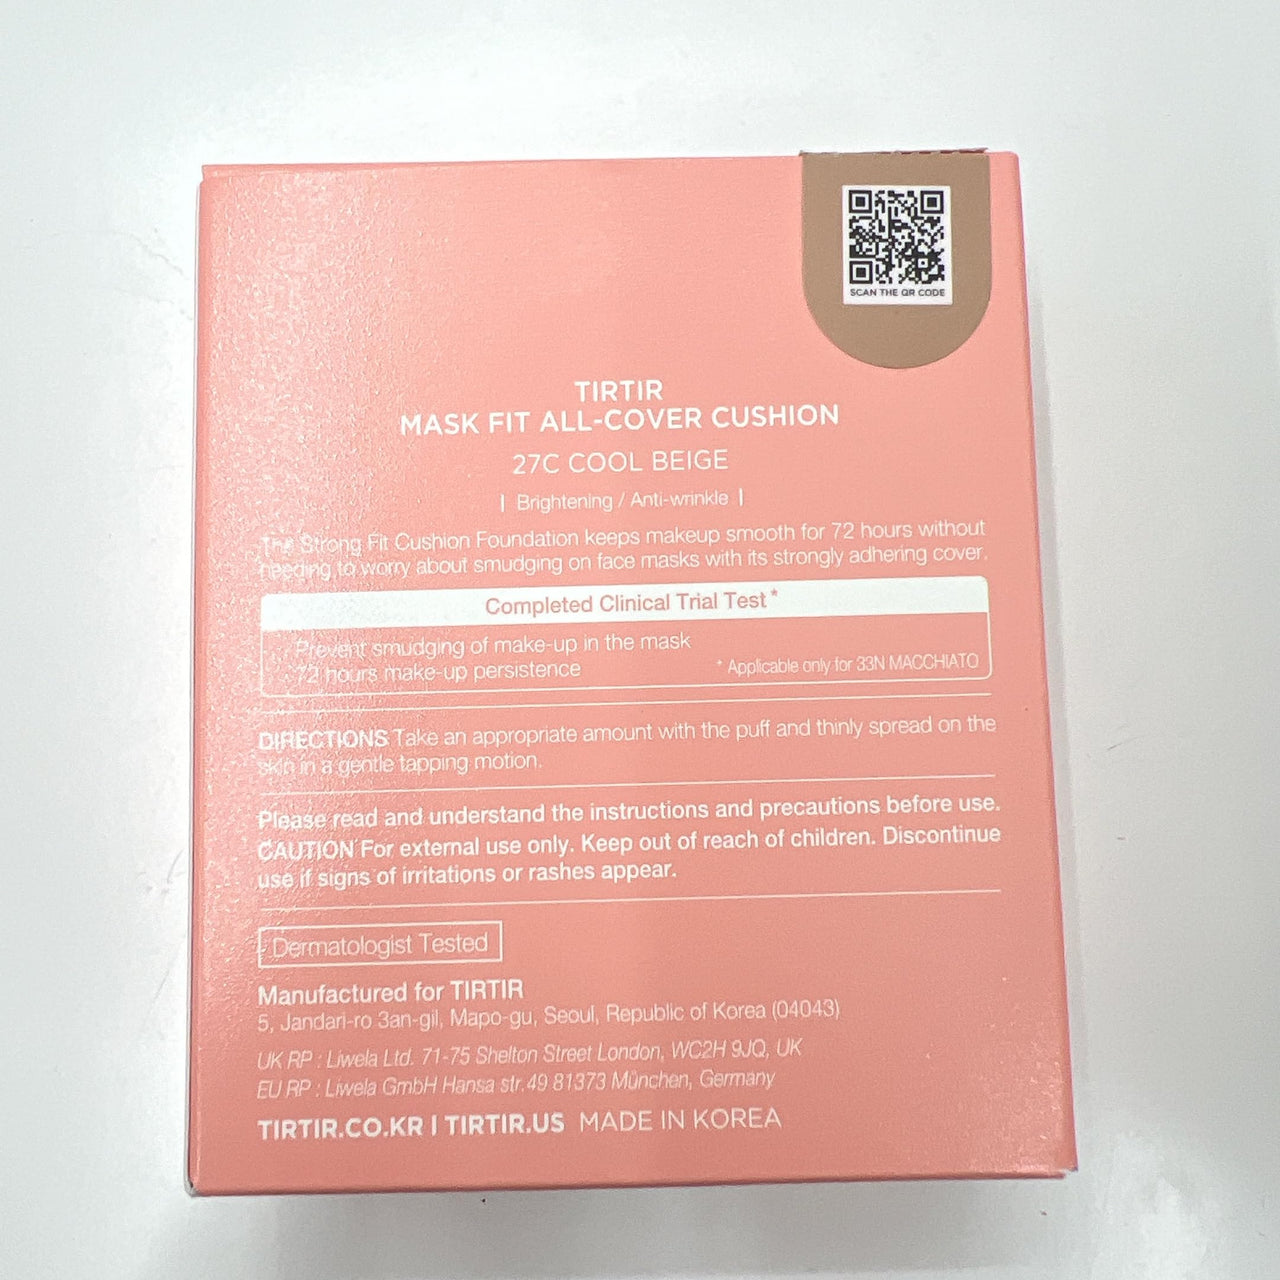 SCAN THE QR CODE
TIRTIR
MASK FIT ALL-COVER CUSHION
27C COOL BEIGE
| Brightening / Anti-wrinkle |
The Strong Fit Cushion Foundation keeps makeup smooth for 72 hours without
needing to worry about smudging on face masks with its strongly adhering cover.
Completed Clinical Trial Test*
Prevent smudging of make-up in the mask
72 hours make-up persistence
* Applicable only for 33N MACCHIATO
DIRECTIONS Take an appropriate amount with the puff and thinly spread on the
skin in a gentle tapping motion.
Please read and understand the instructions and precautions before use.
CAUTION For external use only. Keep out of reach of children. Discontinue
use if signs of irritations or rashes appear.
Dermatologist Tested
Manufactured for TIRTIR
5, Jandari-ro 3an-gil, Mapo-gu, Seoul, Republic of Korea (04043)
UK RP : Liwela Ltd. 71-75 Shelton Street London, WC2H 9JQ, UK
EU RP : Liwela GmbH Hansa str.49 81373 München, Germany
TIRTIR.CO.KR | TIRTIR.US MADE IN KOREA